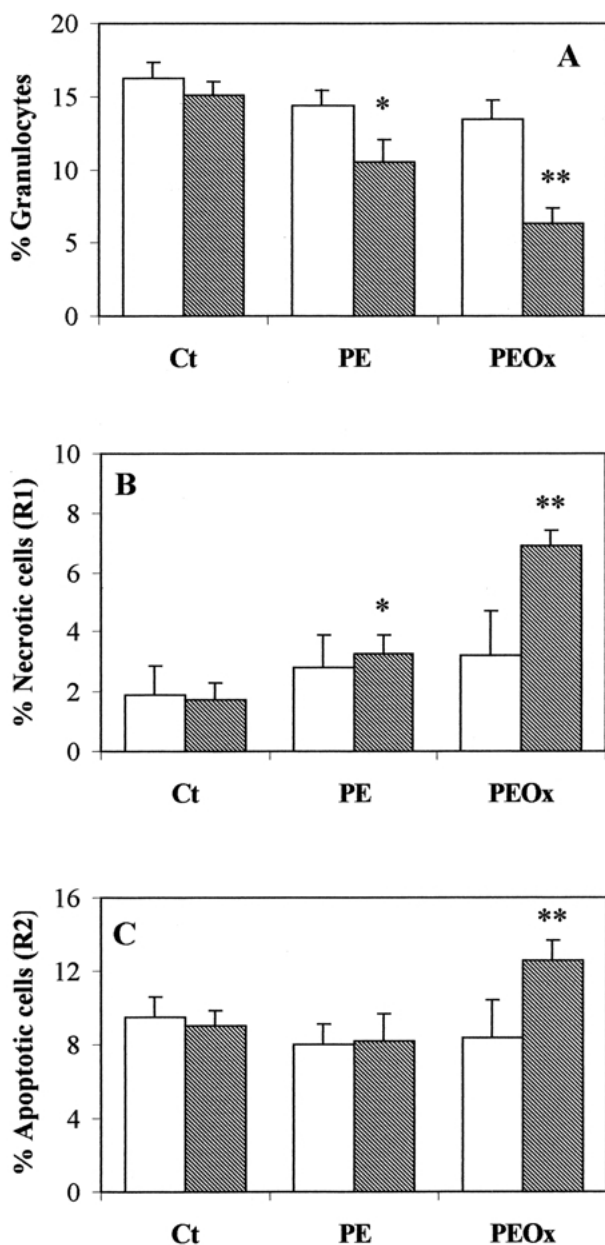 20
A
15
*
10
**
5
0
% Granulocytes
Ct PE PEOx
10
B
8
**
6
*
4
2
0
% Necrotic cells (R1)
Ct PE PEOx
16
C
**
12
8
4
0
% Apoptotic cells (R2)
Ct PE PEOx